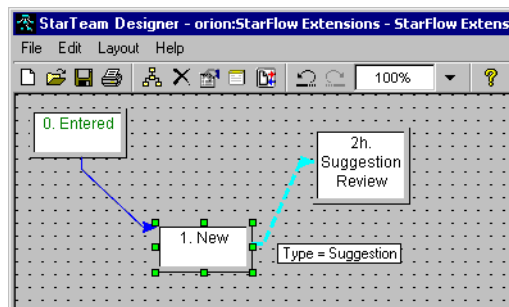 StarTeam Designer - orion:StarFlow Extensions - StarFlow Exten
File Edit Layout Help
100%
0. Entered
2h.
Suggestion
Review
1. New
Type = Suggestion